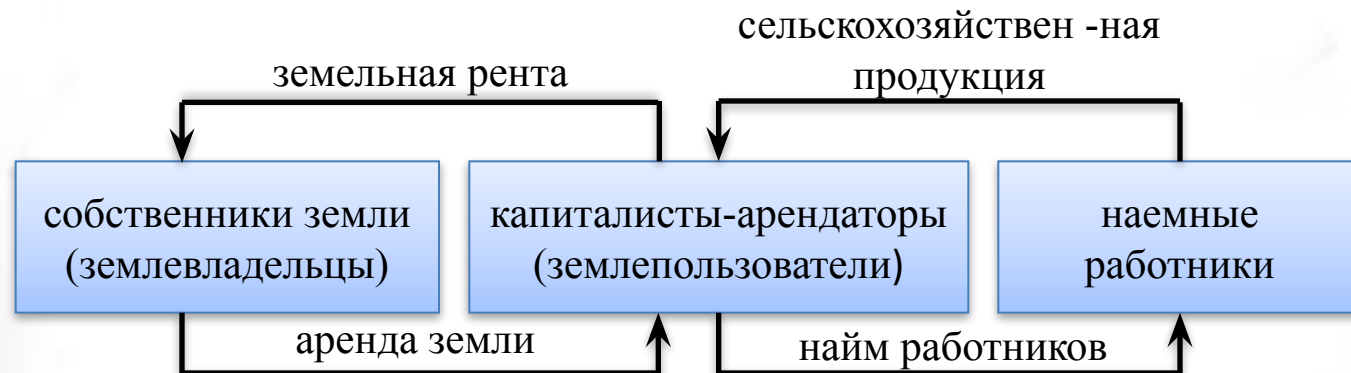 сельскохозяйствен -ная
продукция
земельная рента
собственники земли
(землевладельцы)
капиталисты-арендаторы
(землепользователи)
наемные
работники
аренда земли
найм работников